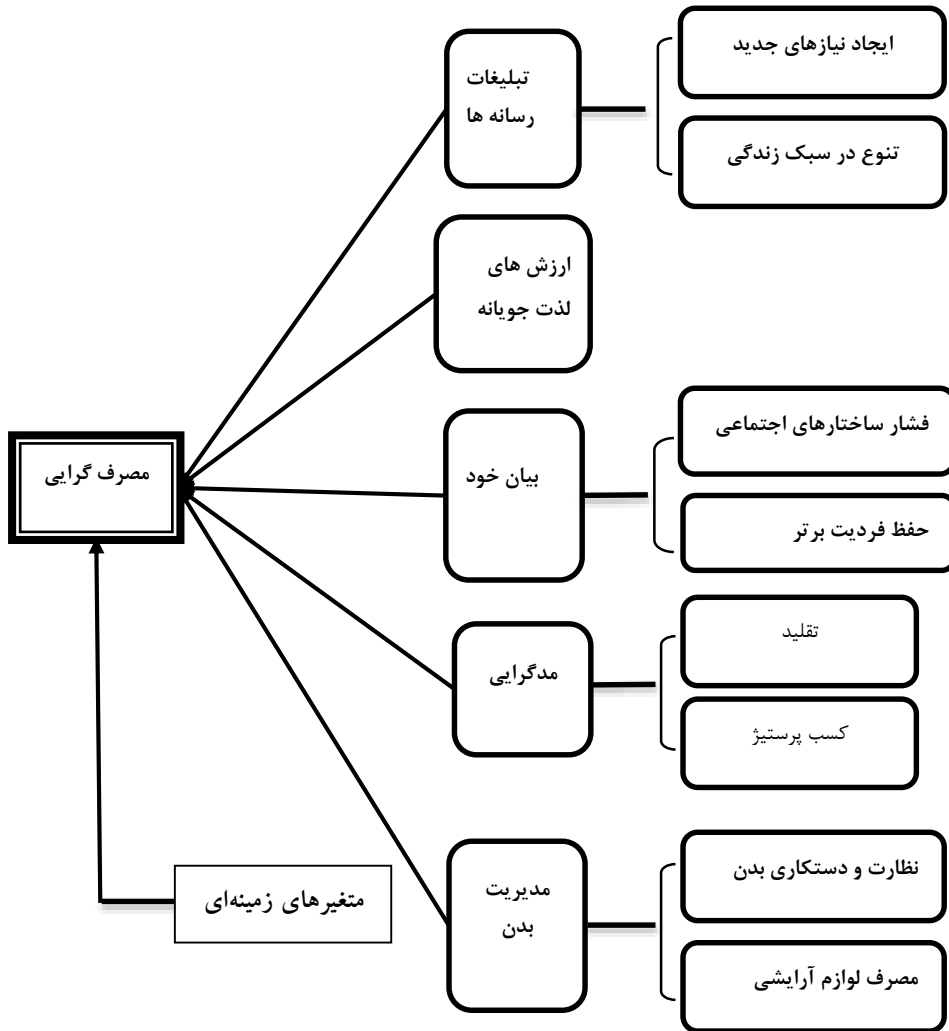 ایجاد نیازهای جدید
تبلیغات
رسانه ها
تنوع در سبک زندگی
ارزش های
لذت جویانه
فشار ساختارهای اجتماعی
مصرف گرایی
بیان خود
حفظ فردیت برتر
تقلید
مدگرایی
کسب پرستیژ
نظارت و دستکاری بدن
مدیریت
بدن
متغیرهای زمینه‌ای
مصرف لوازم آرایشی